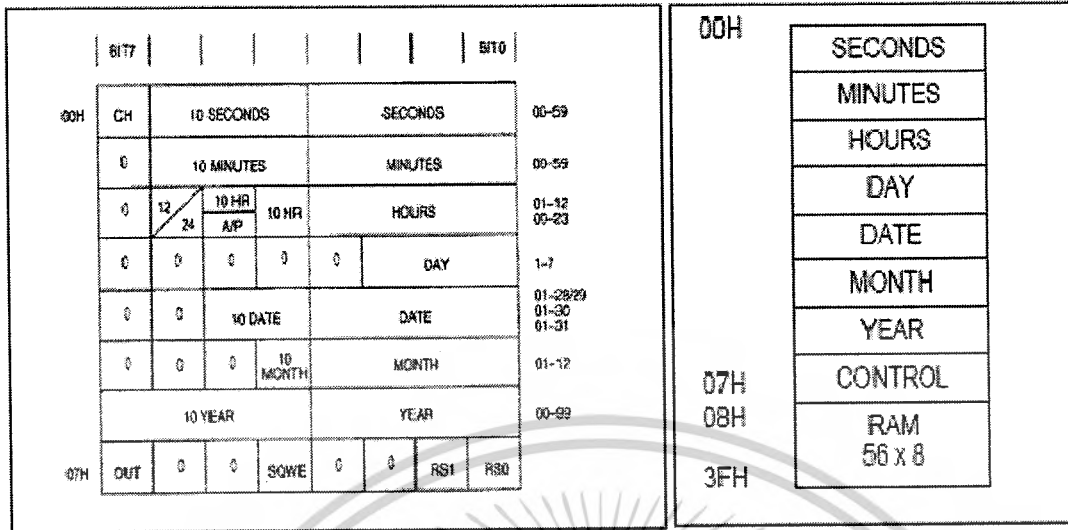 BIT7 BIT0
00H CH 10 SECONDS SECONDS 00-59
0 10 MINUTES MINUTES 00-59
0 12/24 10 HR A/P 10 HR HOURS 01-12 00-23
0 0 0 0 0 DAY 1-7
0 0 10 DATE DATE 01-28/29 01-30 01-31
0 0 0 10 MONTH MONTH 01-12
10 YEAR YEAR 00-99
07H OUT 0 0 SQWE 0 0 RS1 RS0
00H SECONDS
MINUTES
HOURS
DAY
DATE
MONTH
YEAR
07H CONTROL
08H RAM
56 x 8
3FH